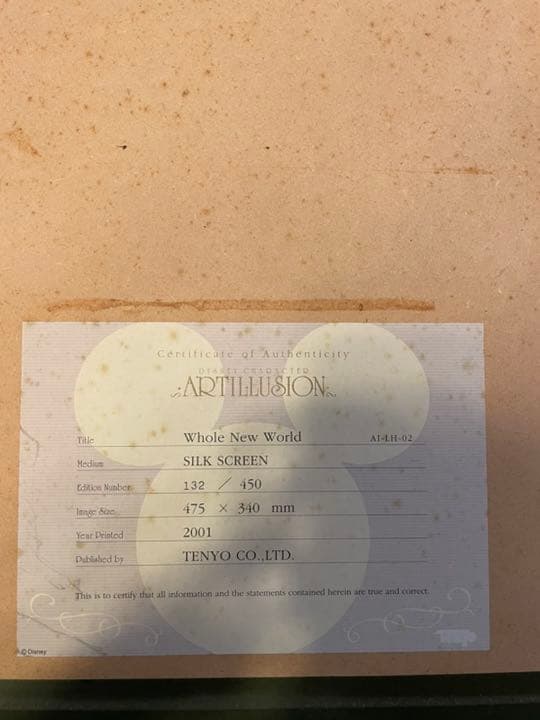 Certificate of Authenticity
DISNEY CHARACTER
ARTILLUSION
Title Whole New World AI-LH-02
Medium SILK SCREEN
Edition Number 132 / 450
Image Size 475 × 340 mm
Year Printed 2001
Published by TENYO CO.,LTD.
This is to certify that all information and the statements contained herein are true and correct.
© Disney